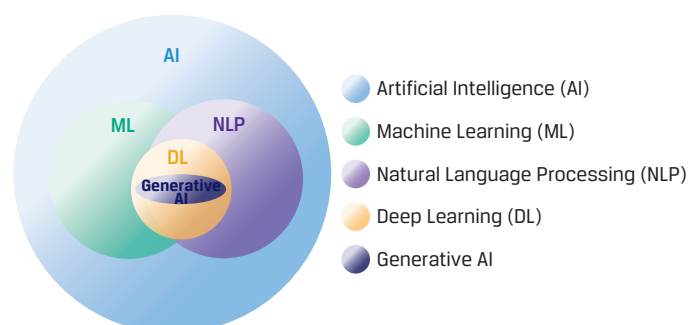 AI
ML
NLP
DL
Generative
AI
Artificial Intelligence (AI)
Machine Learning (ML)
Natural Language Processing (NLP)
Deep Learning (DL)
Generative AI